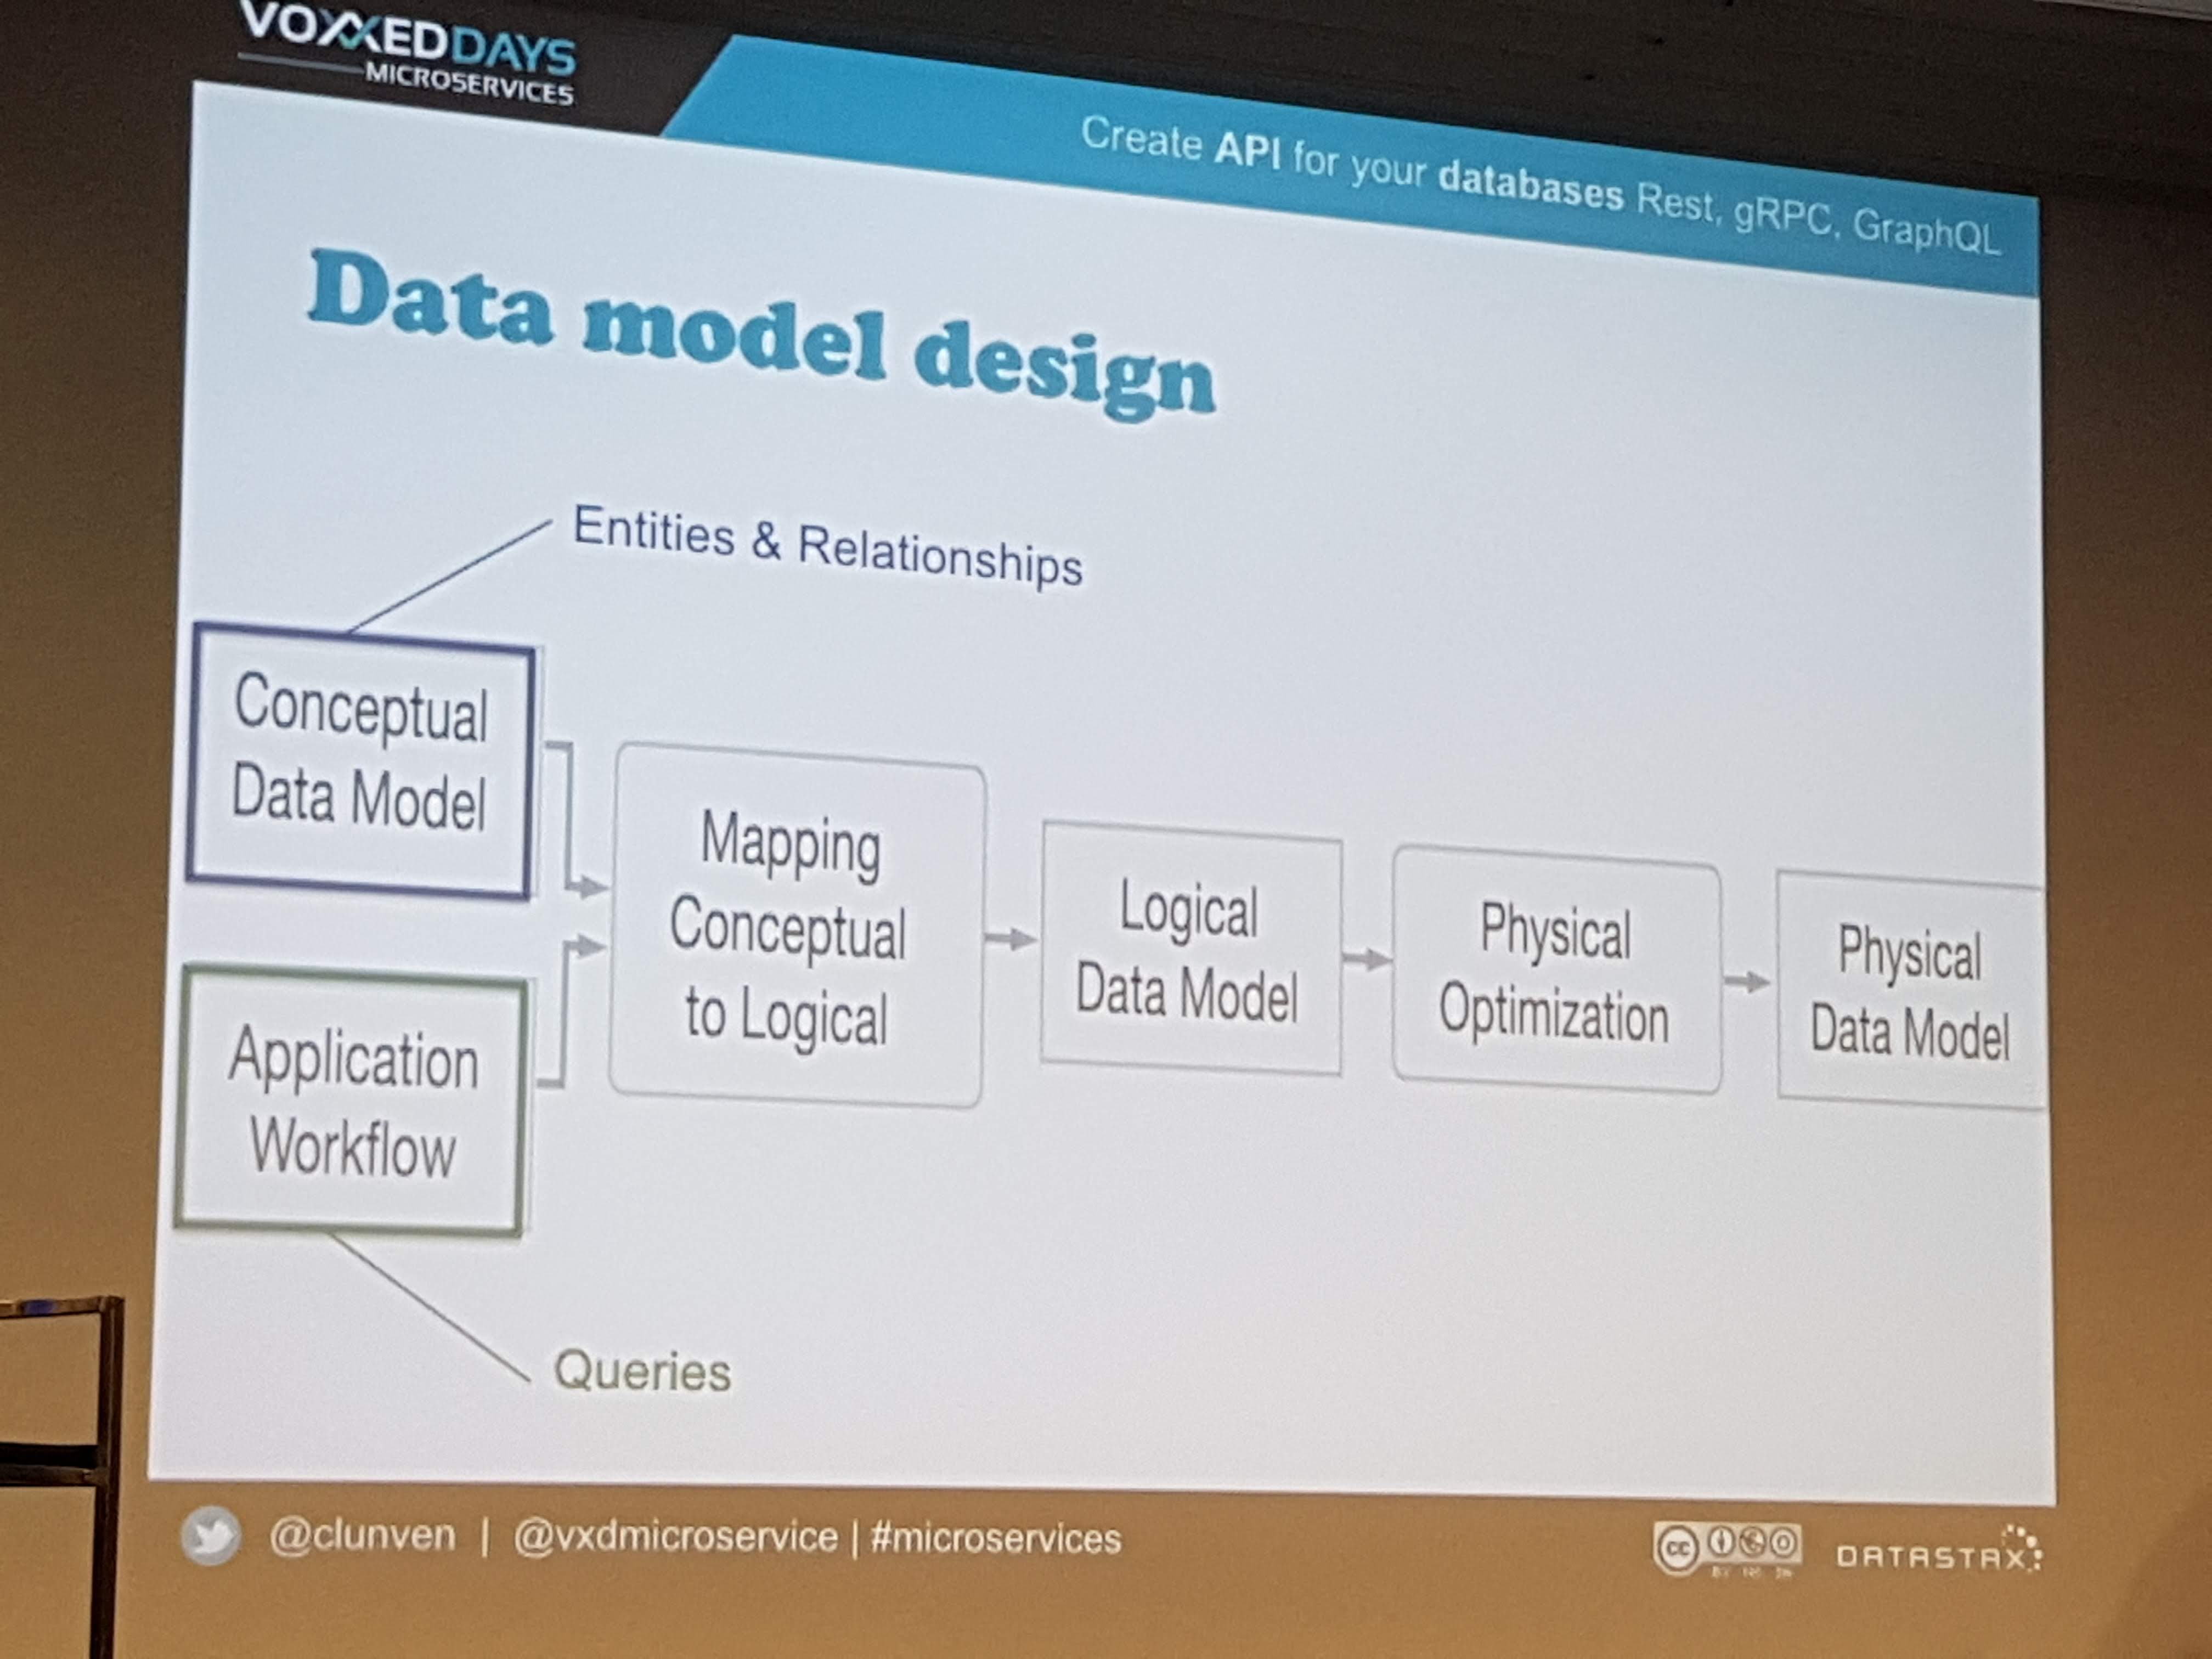 VOXXEDDAYS
MICROSERVICES
Create API for your databases Rest, gRPC, GraphQL
Data model design
Entities & Relationships
Conceptual
Data Model
Application
Workflow
Mapping
Conceptual
to Logical
Logical
Data Model
Physical
Optimization
Physical
Data Model
Queries
@clunven | @vxdmicroservice | #microservices
cc
DATASTAX